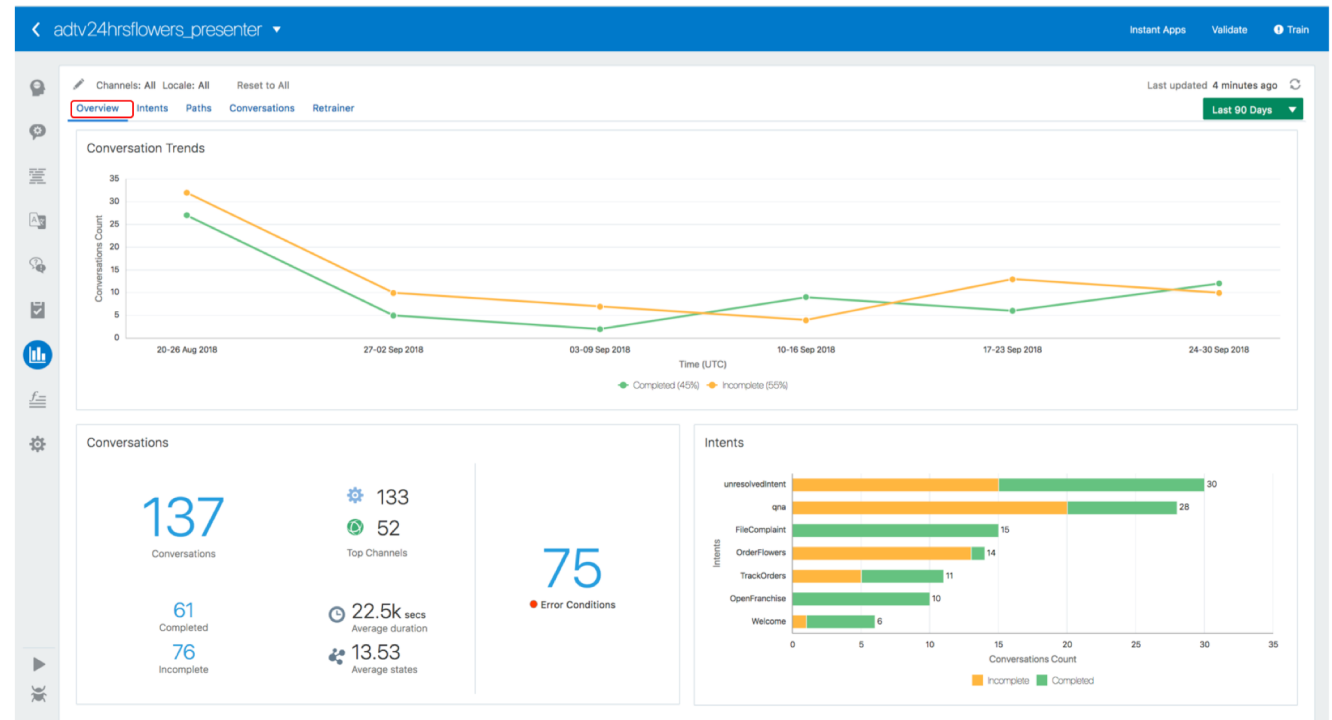 adtv24hrsflowers_presenter
Instant Apps Validate Train
Channels: All Locale: All Reset to All
Last updated 4 minutes ago
Overview Intents Paths Conversations Retrainer
Last 90 Days
Conversation Trends
35
30
25
20
15
10
5
0
Conversations Count
20-26 Aug 2018 27-02 Sep 2018 03-09 Sep 2018 10-16 Sep 2018 17-23 Sep 2018 24-30 Sep 2018
Time (UTC)
Completed (45%) Incomplete (55%)
Conversations
137
Conversations
133
52
Top Channels
61
Completed
76
Incomplete
22.5k secs
Average duration
13.53
Average states
75
Error Conditions
Intents
Intents
unresolvedIntent 30
qna 28
FileComplaint 15
OrderFlowers 14
TrackOrders 11
OpenFranchise 10
Welcome 6
0 5 10 15 20 25 30 35
Conversations Count
Incomplete Completed